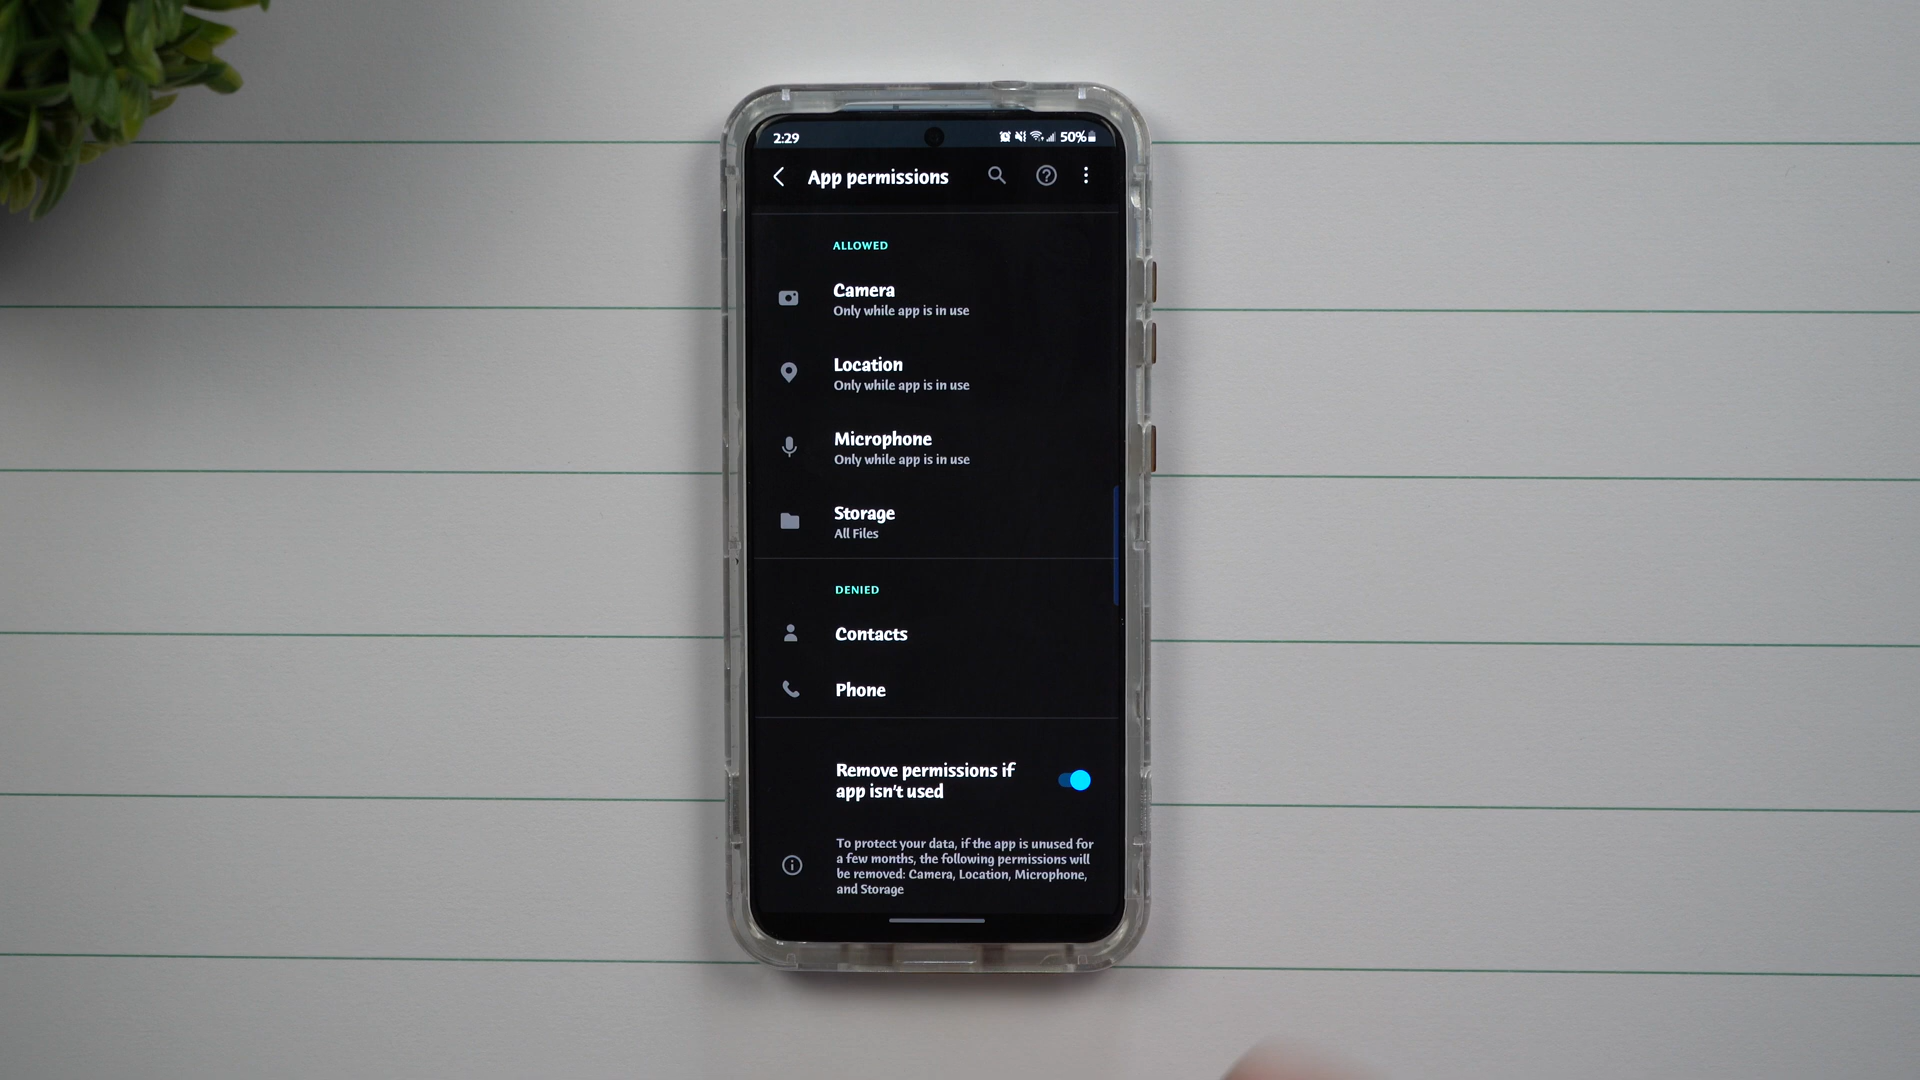 2:29
50%
App permissions
ALLOWED
Camera
Only while app is in use
Location
Only while app is in use
Microphone
Only while app is in use
Storage
All Files
DENIED
Contacts
Phone
Remove permissions if
app isn't used
To protect your data, if the app is unused for
a few months, the following permissions will
be removed: Camera, Location, Microphone,
and Storage